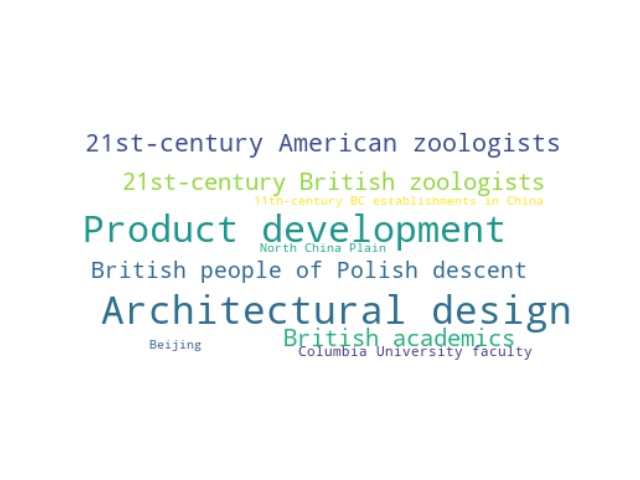 21st-century American zoologists
21st-century British zoologists
11th-century BC establishments in China
Product development
North China Plain
British people of Polish descent
Architectural design
British academics
Beijing
Columbia University faculty